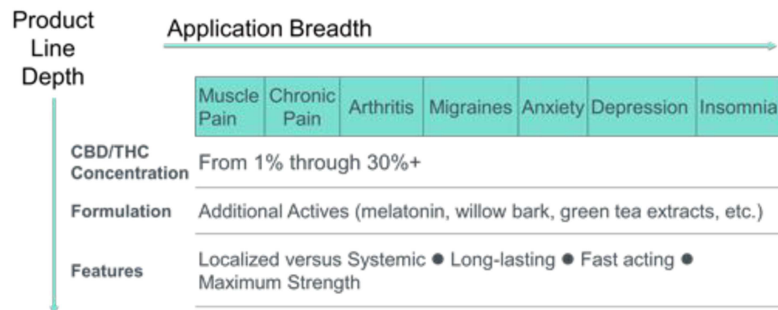 Product
Line
Depth
Application Breadth
Muscle Pain
Chronic Pain
Arthritis
Migraines
Anxiety
Depression
Insomnia
CBD/THC
Concentration
From 1% through 30%+
Formulation
Additional Actives (melatonin, willow bark, green tea extracts, etc.)
Features
Localized versus Systemic ● Long-lasting ● Fast acting ●
Maximum Strength